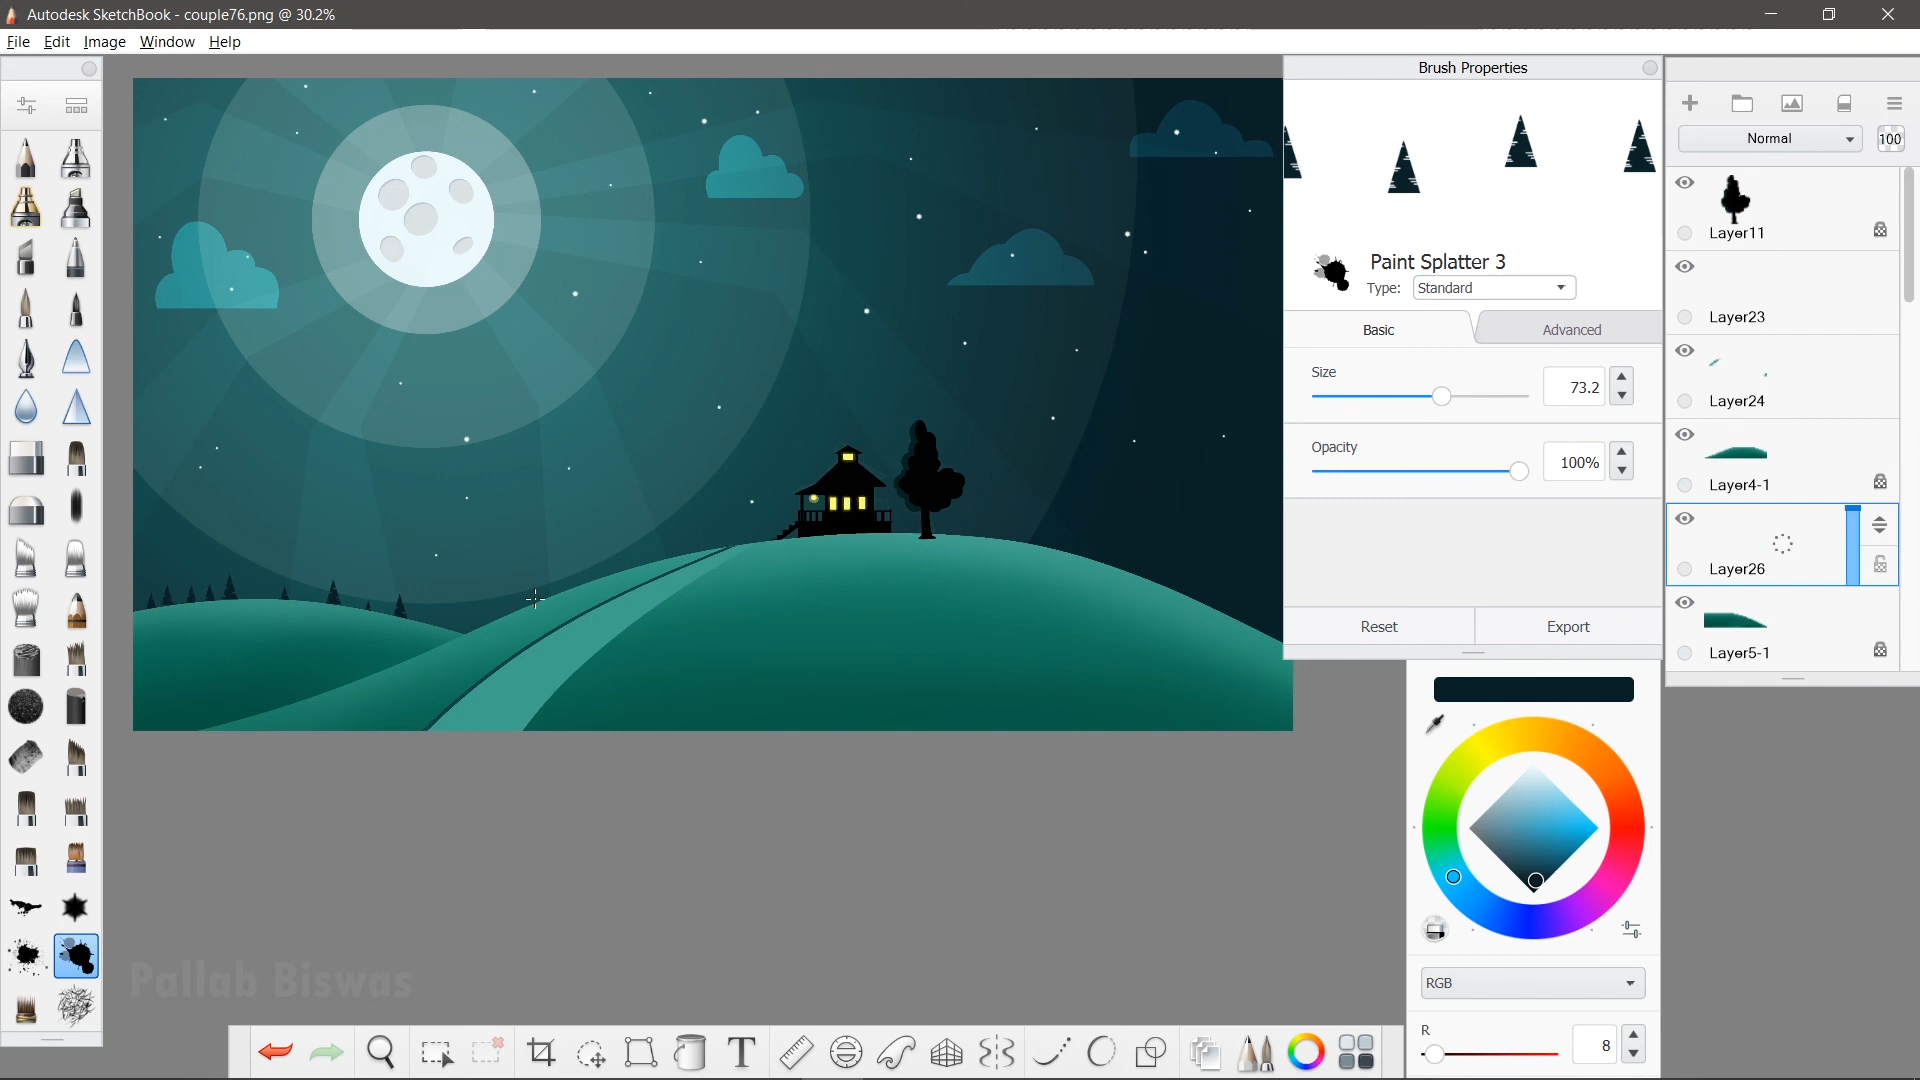 Autodesk SketchBook - couple76.png @ 30.2%
File Edit Image Window Help
Brush Properties
Normal 100
Paint Splatter 3
Type: Standard
Basic Advanced
Size
73.2
Opacity
100%
Reset Export
Layer11
Layer23
Layer24
Layer4-1
Layer26
Layer5-1
RGB
R
8
Pallab Biswas
T